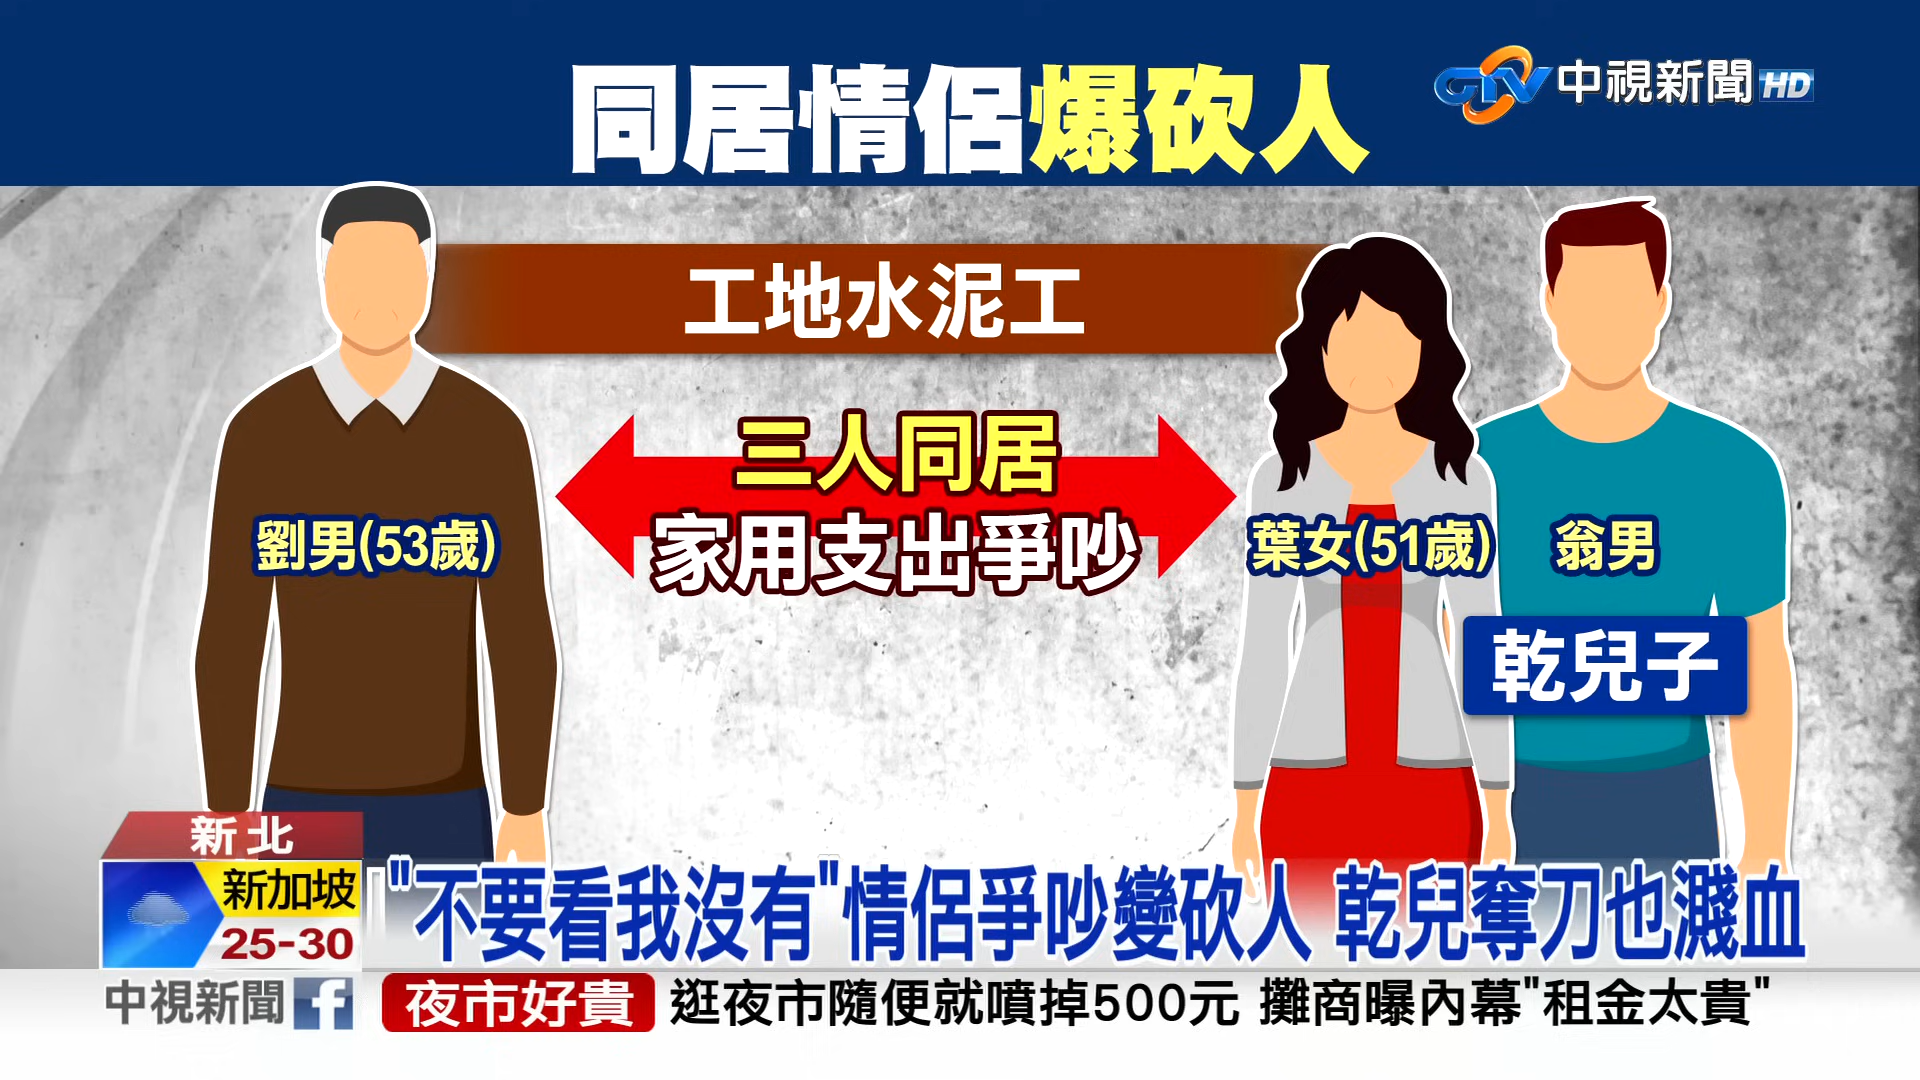 同居情侶爆砍人
CTV中視新聞HD
工地水泥工
三人同居
家用支出爭吵
劉男(53歲)
葉女(51歲)
翁男
乾兒子
新北
新加坡
25-30
"不要看我沒有"情侶爭吵變砍人 乾兒奪刀也濺血
中視新聞 f
夜市好貴 逛夜市隨便就噴掉500元 攤商曝內幕"租金太貴"